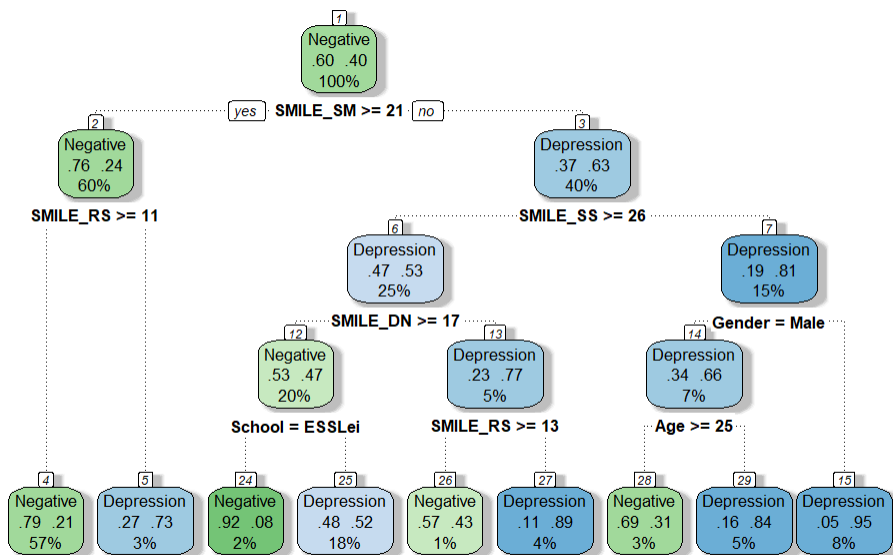 1
Negative
.60 .40
100%
yes SMILE_SM >= 21 no
2
Negative
.76 .24
60%
3
Depression
.37 .63
40%
SMILE_RS >= 11
SMILE_SS >= 26
6
Depression
.47 .53
25%
7
Depression
.19 .81
15%
SMILE_DN >= 17
Gender = Male
12
Negative
.53 .47
20%
13
Depression
.23 .77
5%
14
Depression
.34 .66
7%
School = ESSLei
SMILE_RS >= 13
Age >= 25
4
Negative
.79 .21
57%
5
Depression
.27 .73
3%
24
Negative
.92 .08
2%
25
Depression
.48 .52
18%
26
Negative
.57 .43
1%
27
Depression
.11 .89
4%
28
Negative
.69 .31
3%
29
Depression
.16 .84
5%
15
Depression
.05 .95
8%